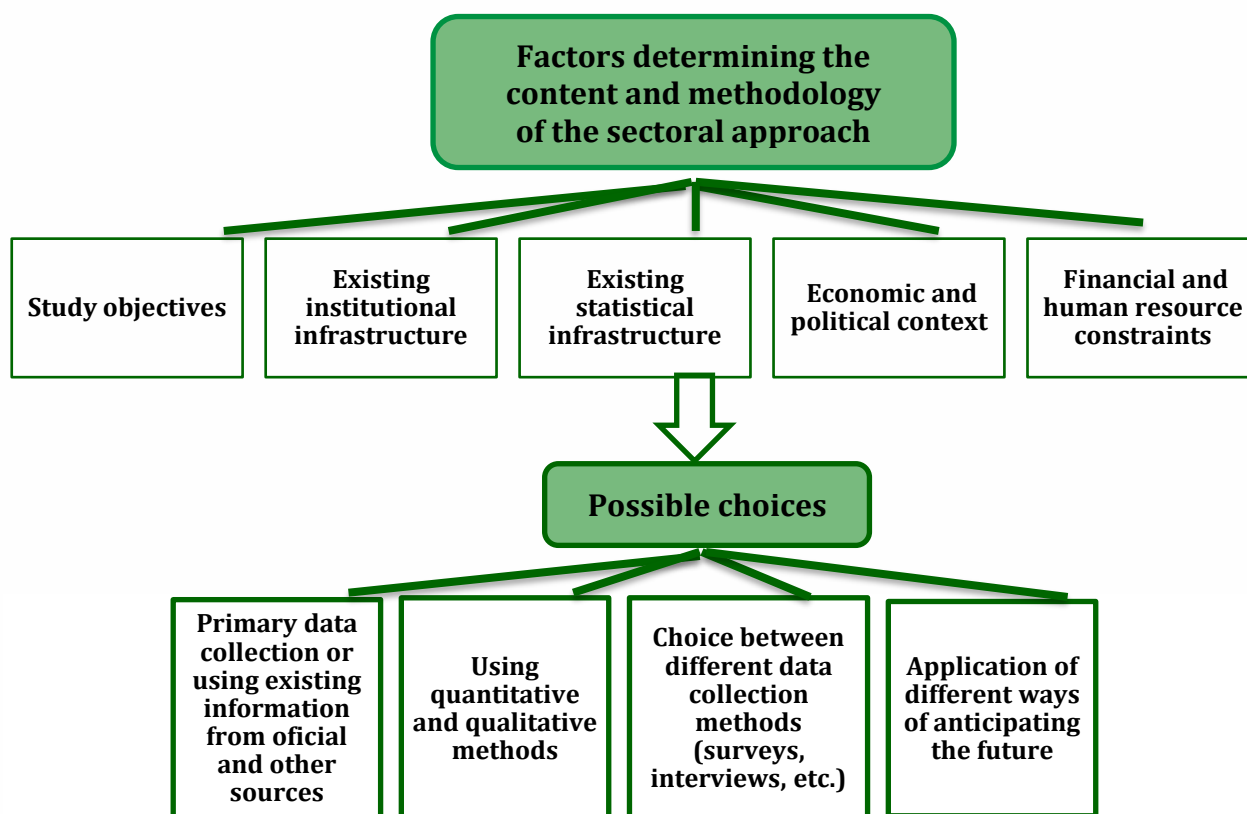 Factors determining the
content and methodology
of the sectoral approach
Study objectives
Existing
institutional
infrastructure
Existing
statistical
infrastructure
Economic and
political context
Financial and
human resource
constraints
Possible choices
Primary data
collection or
using existing
information
from oficial
and other
sources
Using
quantitative
and qualitative
methods
Choice between
different data
collection
methods
(surveys,
interviews, etc.)
Application of
different ways
of anticipating
the future